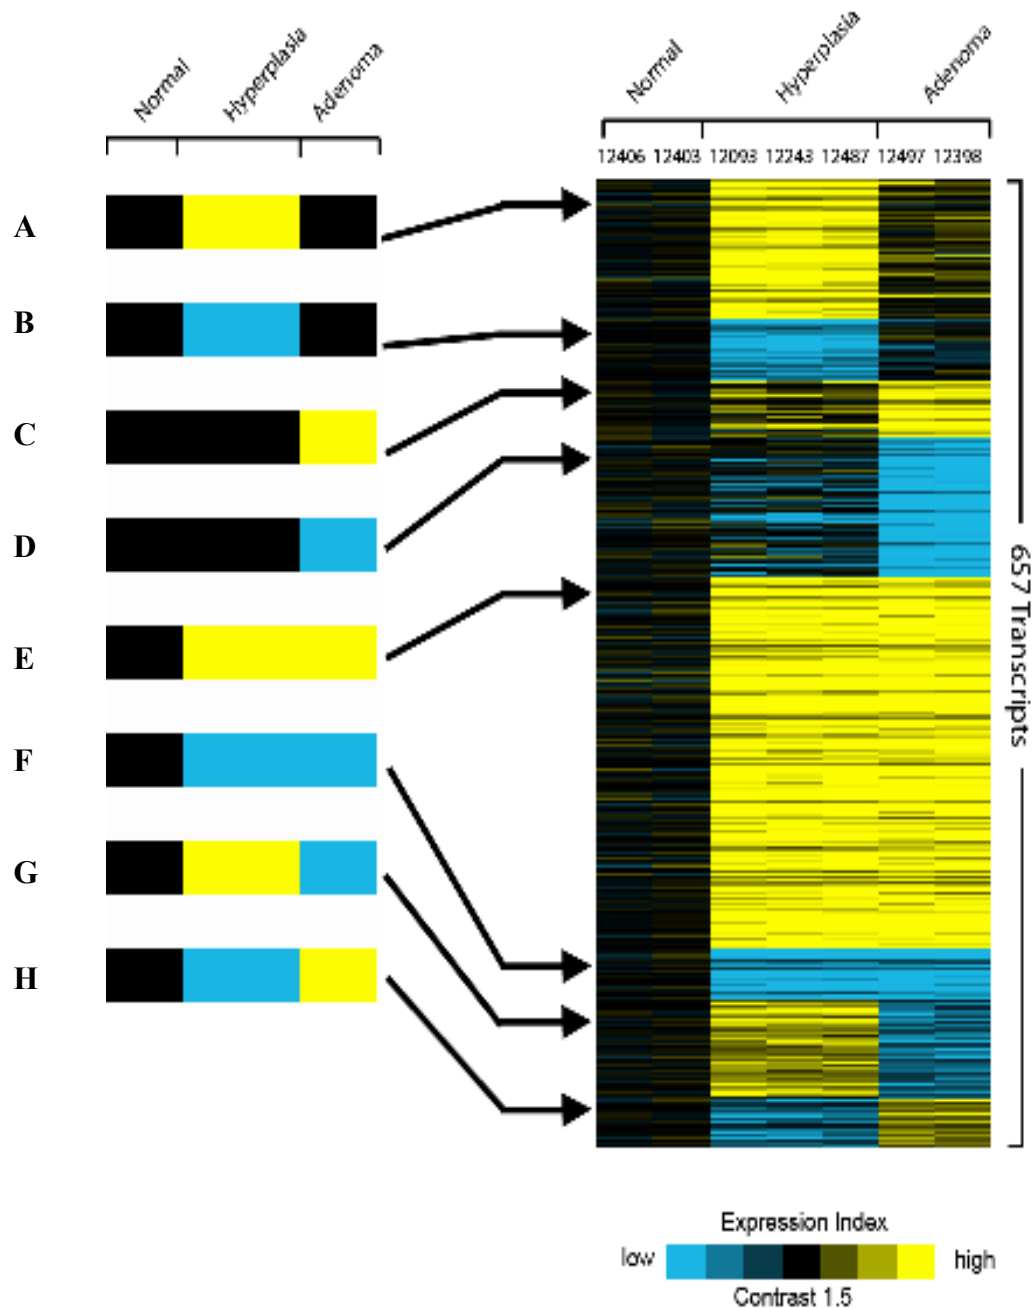 Normal Hyperplasia Adenoma
Normal Hyperplasia Adenoma
12406 12403 12093 12243 12487 12497 12398
A
B
C
D
E
F
G
H
657 Transcripts
Expression Index
low high
Contrast 1.5